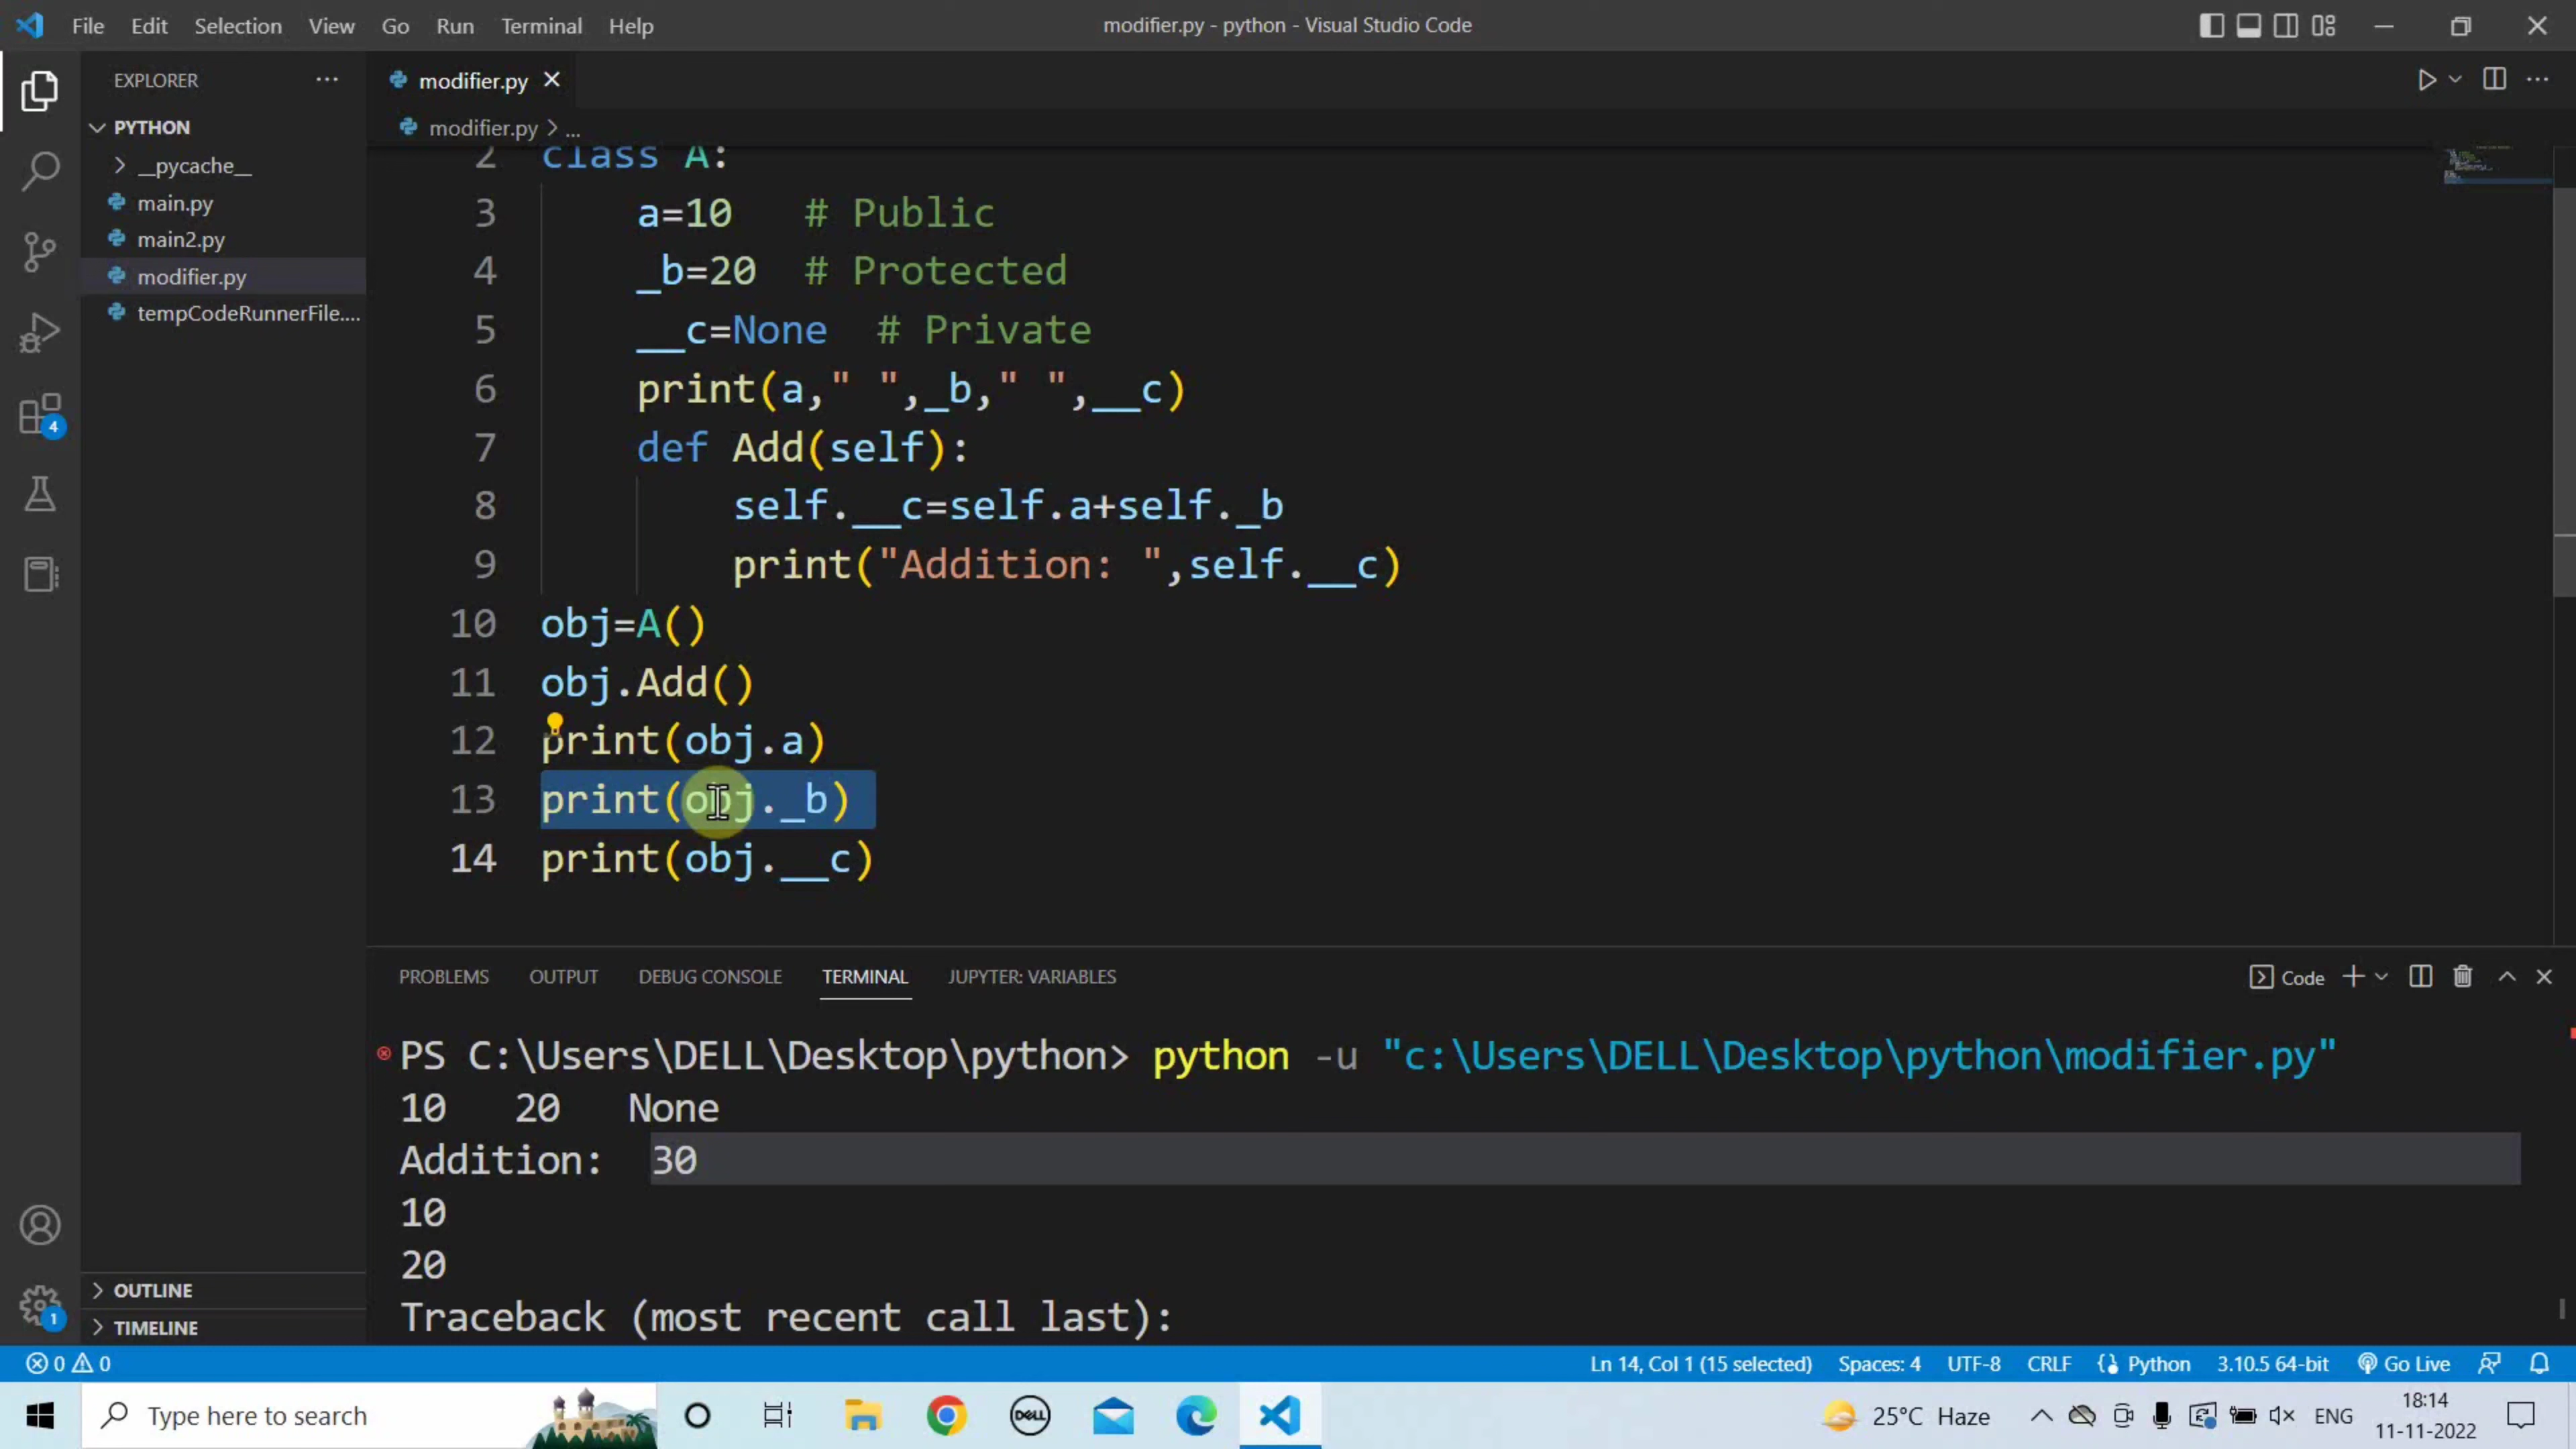 File Edit Selection View Go Run Terminal Help
modifier.py - python - Visual Studio Code
EXPLORER
PYTHON
__pycache__
main.py
main2.py
modifier.py
tempCodeRunnerFile....
OUTLINE
TIMELINE
modifier.py
modifier.py > ...
2 class A:
3 a=10 # Public
4 _b=20 # Protected
5 __c=None # Private
6 print(a," ",_b," ",__c)
7 def Add(self):
8 self.__c=self.a+self._b
9 print("Addition: ",self.__c)
10 obj=A()
11 obj.Add()
12 print(obj.a)
13 print(obj._b)
14 print(obj.__c)
PROBLEMS OUTPUT DEBUG CONSOLE TERMINAL JUPYTER: VARIABLES
Code
PS C:\Users\DELL\Desktop\python> python -u "c:\Users\DELL\Desktop\python\modifier.py"
10 20 None
Addition: 30
10
20
Traceback (most recent call last):
4
1
0 0
Ln 14, Col 1 (15 selected) Spaces: 4 UTF-8 CRLF Python 3.10.5 64-bit Go Live
Type here to search
DELL
25°C Haze
ENG
18:14
11-11-2022